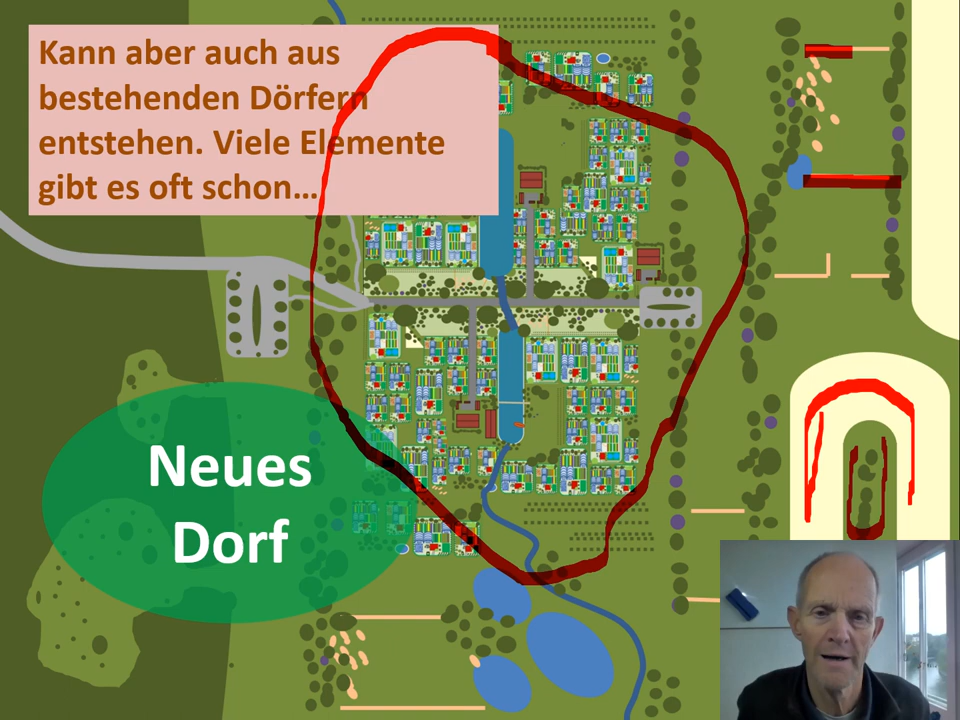 Kann aber auch aus
bestehenden Dörfern
entstehen. Viele Elemente
gibt es oft schon...
Neues
Dorf